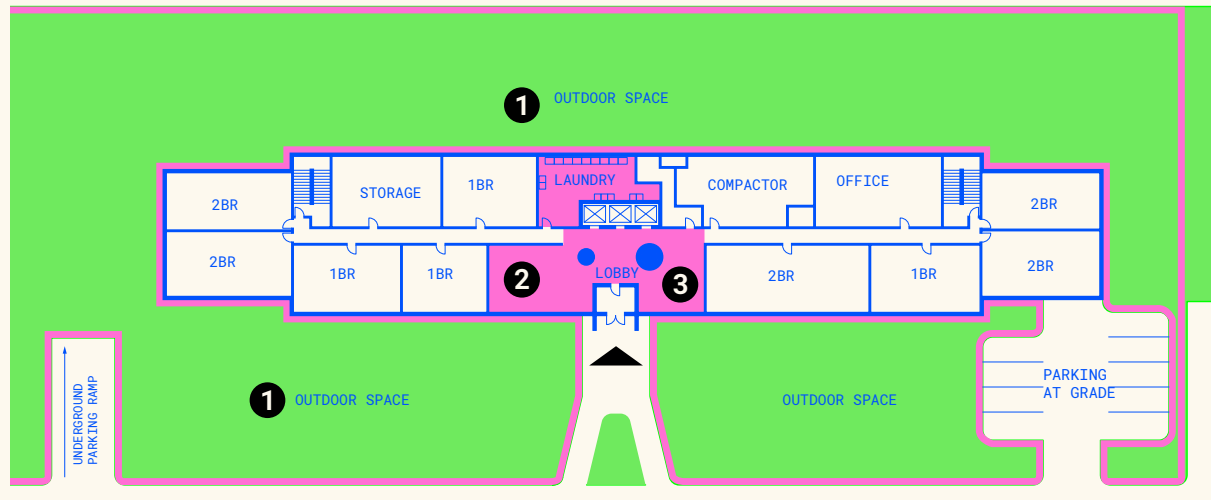 1 OUTDOOR SPACE
2BR
STORAGE
1BR
LAUNDRY
COMPACTOR
OFFICE
2BR
2BR
1BR
1BR
2
LOBBY
3
2BR
1BR
2BR
UNDERGROUND
PARKING RAMP
1 OUTDOOR SPACE
OUTDOOR SPACE
PARKING
AT GRADE